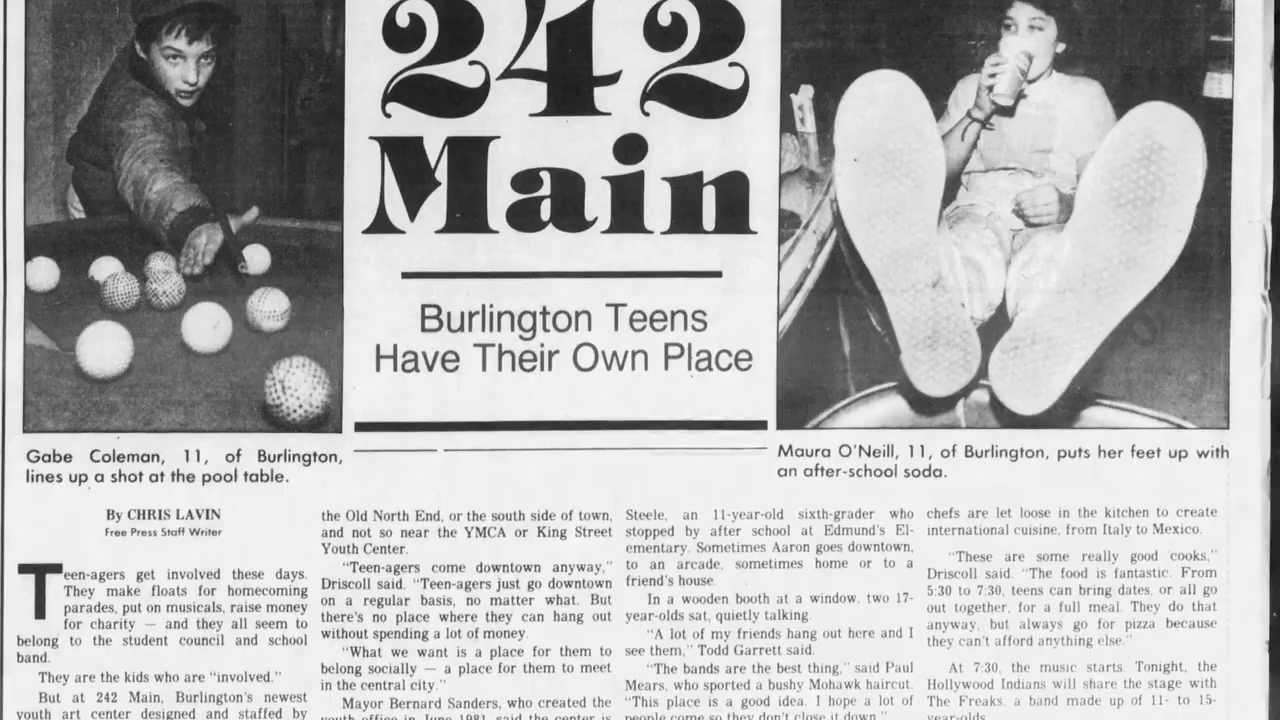 242
Main
Burlington Teens
Have Their Own Place
Gabe Coleman, 11, of Burlington,
lines up a shot at the pool table.
Maura O'Neill, 11, of Burlington, puts her feet up with
an after-school soda.
By CHRIS LAVIN
Free Press Staff Writer
Teen-agers get involved these days.
They make floats for homecoming
parades, put on musicals, raise money
for charity — and they all seem to
belong to the student council and school
band.
They are the kids who are "involved."
But at 242 Main, Burlington's newest
youth art center designed and staffed by
the Old North End, or the south side of town,
and not so near the YMCA or King Street
Youth Center.
"Teen-agers come downtown anyway,"
Driscoll said. "Teen-agers just go downtown
on a regular basis, no matter what. But
there's no place where they can hang out
without spending a lot of money.
"What we want is a place for them to
belong socially — a place for them to meet
in the central city."
Mayor Bernard Sanders, who created the
youth office in June 1981, said the center is
Steele, an 11-year-old sixth-grader who
stopped by after school at Edmund's El-
ementary. Sometimes Aaron goes downtown,
to an arcade, sometimes home or to a
friend's house.
In a wooden booth at a window, two 17-
year-olds sat, quietly talking.
"A lot of my friends hang out here and I
see them," Todd Garrett said.
"The bands are the best thing," said Paul
Mears, who sported a bushy Mohawk haircut.
"This place is a good idea. I hope a lot of
people come so they don't close it down."
chefs are let loose in the kitchen to create
international cuisine, from Italy to Mexico.
"These are some really good cooks,"
Driscoll said. "The food is fantastic. From
5:30 to 7:30, teens can bring dates, or all go
out together, for a full meal. They do that
anyway, but always go for pizza because
they can't afford anything else."
At 7:30, the music starts. Tonight, the
Hollywood Indians will share the stage with
The Freaks, a band made up of 11- to 15-
year-olds.